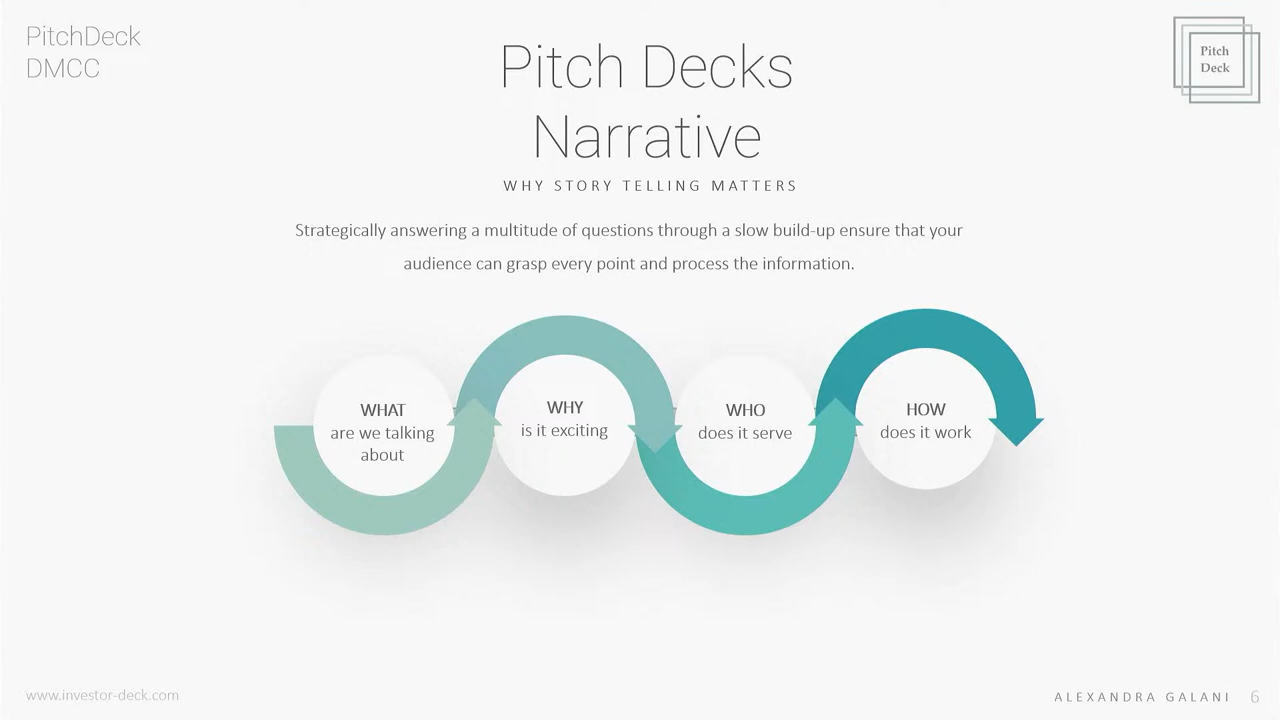 PitchDeck
DMCC
Pitch
Deck
Pitch Decks
Narrative
WHY STORY TELLING MATTERS
Strategically answering a multitude of questions through a slow build-up ensure that your
audience can grasp every point and process the information.
WHAT
are we talking
about
WHY
is it exciting
WHO
does it serve
HOW
does it work
www.investor-deck.com
ALEXANDRA GALANI
6